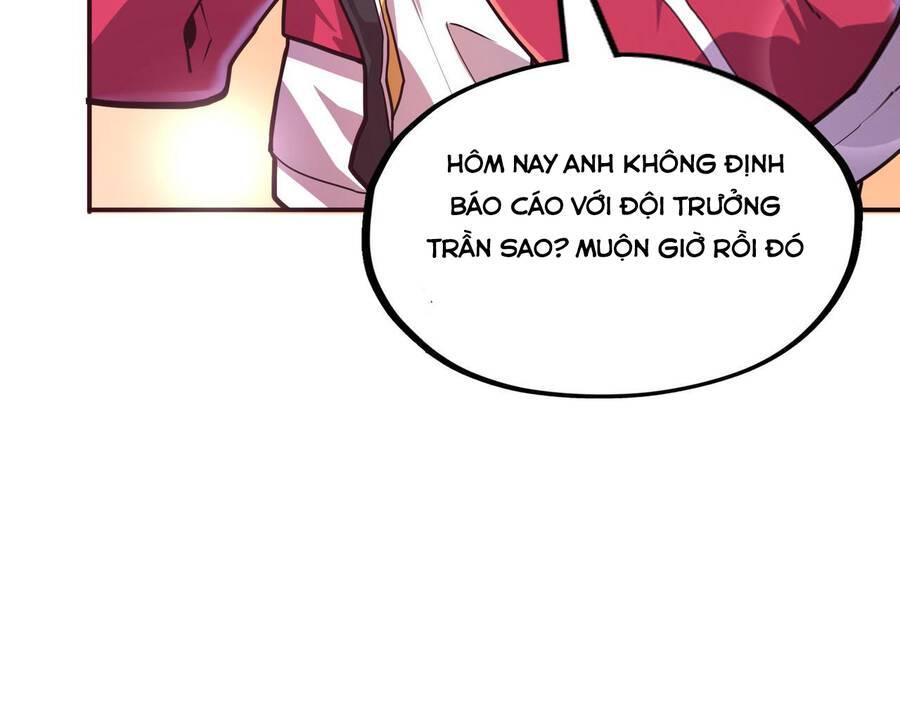 HÔM NAY ANH KHÔNG ĐỊNH
BÁO CÁO VỚI ĐỘI TRƯỞNG
TRẦN SAO? MUỘN GIỜ RỒI ĐÓ